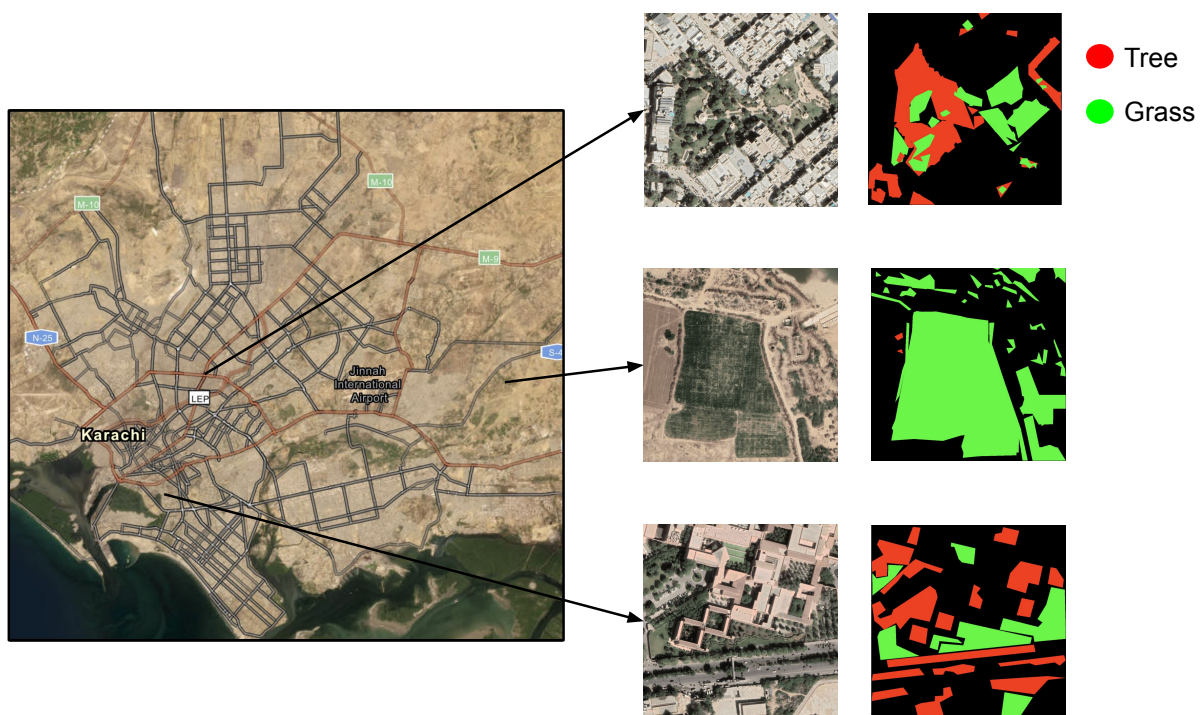 Tree
Grass
M-10
M-10
M-9
N-25
S-4
Jinnah
International
Airport
LEP
Karachi